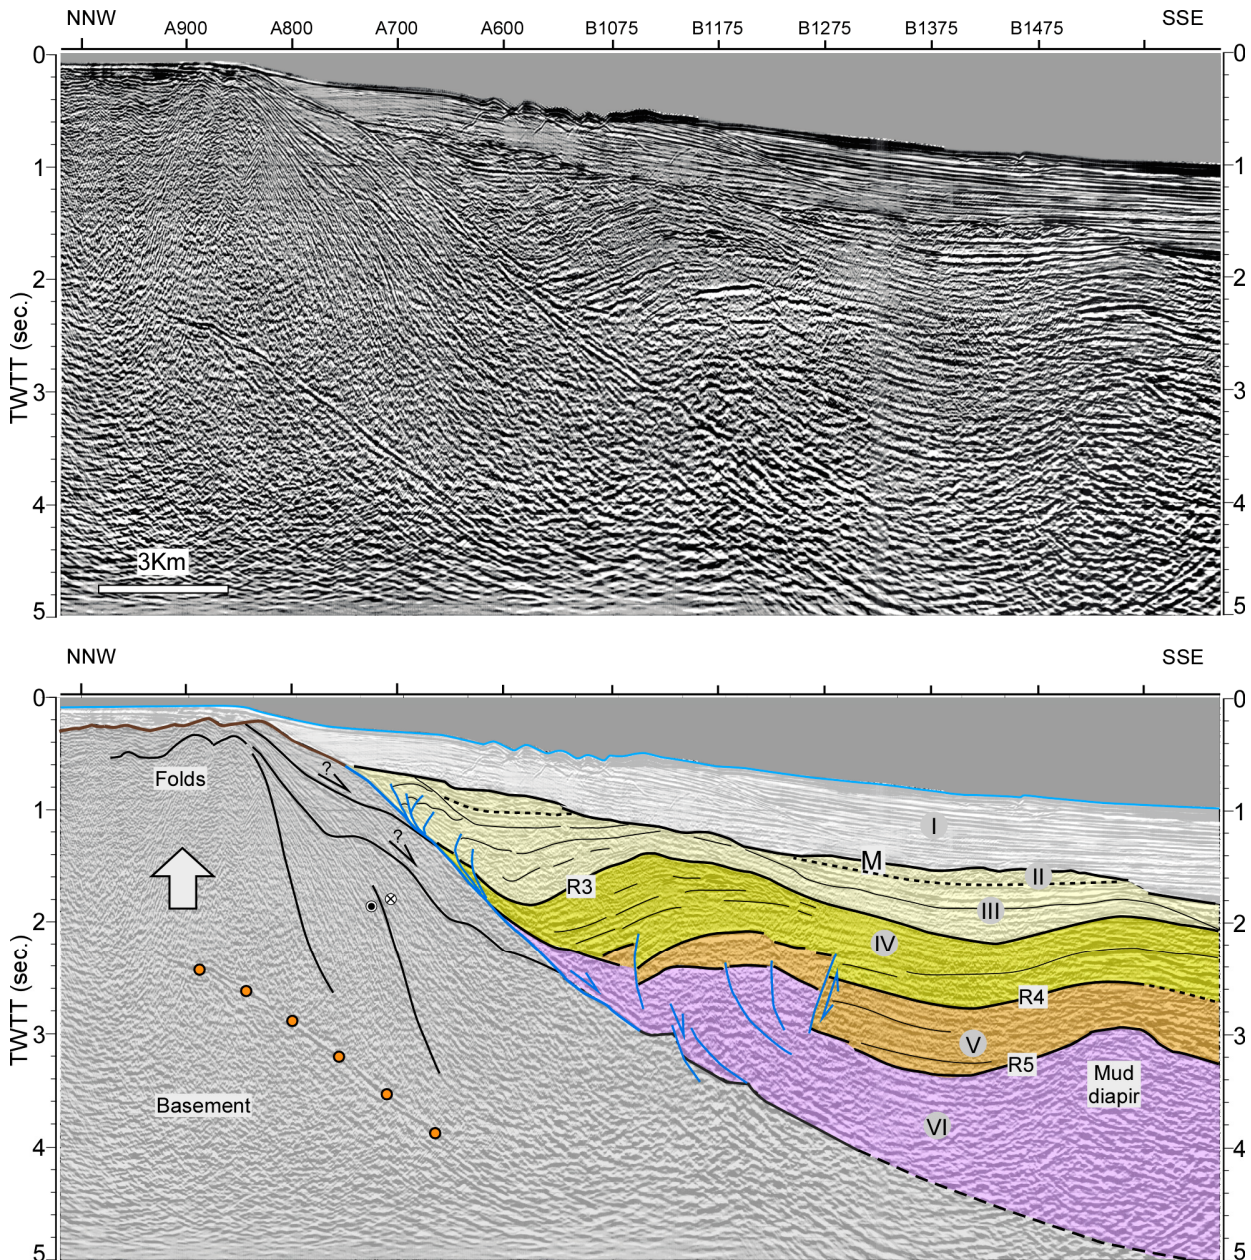 NNW SSE
A900 A800 A700 A600 B1075 B1175 B1275 B1375 B1475
0 0
1 1
2 2
TWTT (sec.)
3 3
4 4
3Km
5 5
NNW SSE
0 0
?
Folds
1 1
I
?
M
II
R3
III
2 2
IV
R4
TWTT (sec.)
3 3
V
R5
Mud
diapir
Basement
VI
4 4
5 5